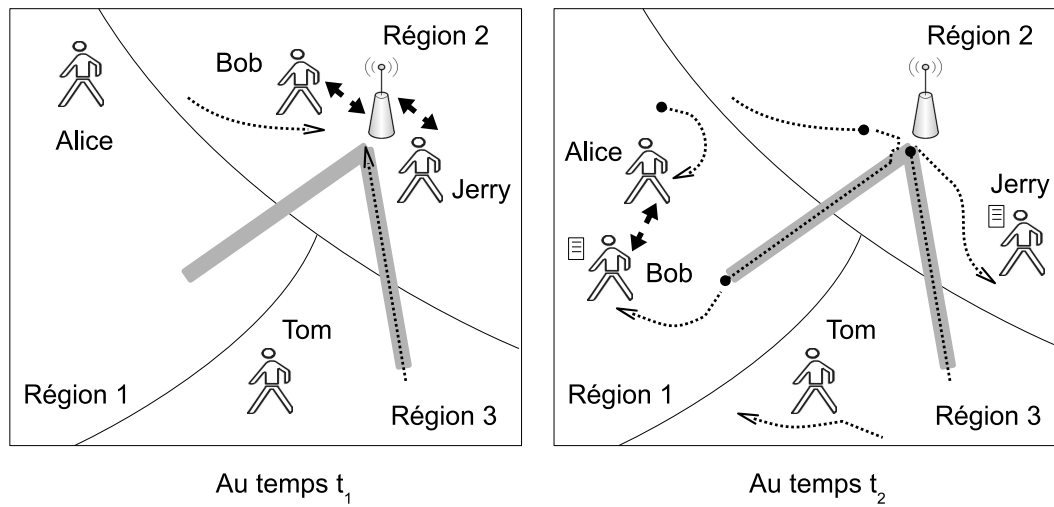 Région 2
Bob
Alice
Jerry
Tom
Région 1
Région 3
Au temps t₁
Région 2
Alice
Jerry
Bob
Tom
Région 1
Région 3
Au temps t₂